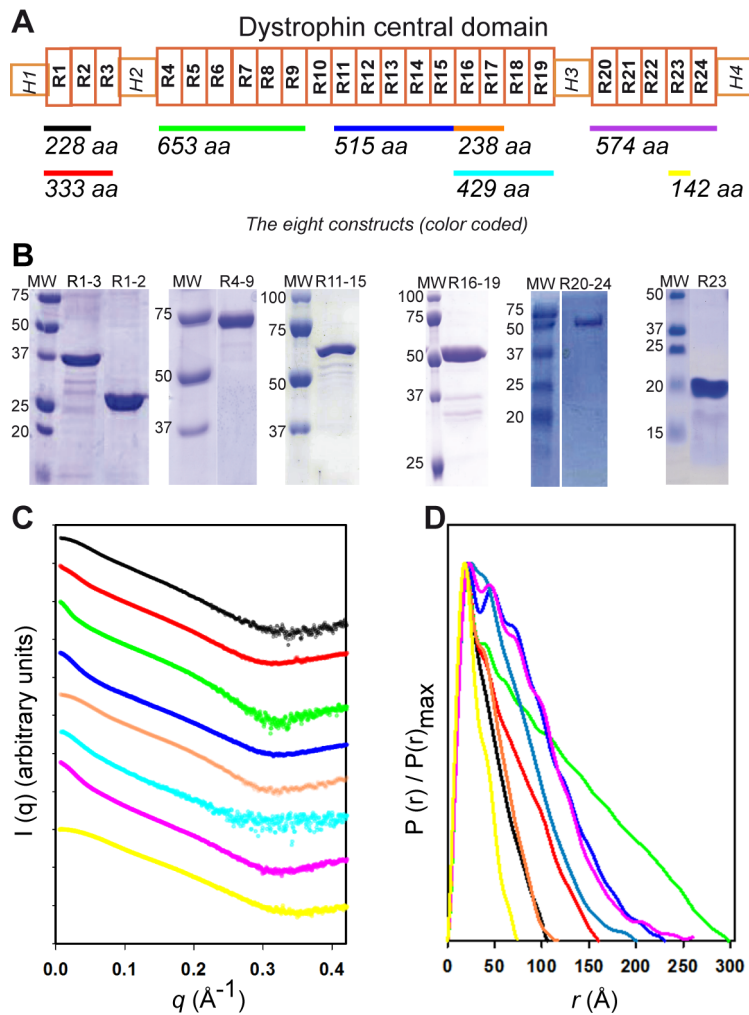 A
Dystrophin central domain
H1 R1 R2 R3 H2 R4 R5 R6 R7 R8 R9 R10 R11 R12 R13 R14 R15 R16 R17 R18 R19 H3 R20 R21 R22 R23 R24 H4
228 aa 653 aa 515 aa 238 aa 574 aa
333 aa 429 aa 142 aa
The eight constructs (color coded)
B
MW R1-3 R1-2
75
50
37
25
20
MW R4-9
75
50
37
MW R11-15
100
75
50
37
MW R16-19
100
75
50
37
25
MW R20-24
75
50
37
25
20
MW R23
50
37
25
20
15
C
I (q) (arbitrary units)
0.0 0.1 0.2 0.3 0.4
q (Å-1)
D
P (r) / P(r)max
0 50 100 150 200 250 300
r (Å)